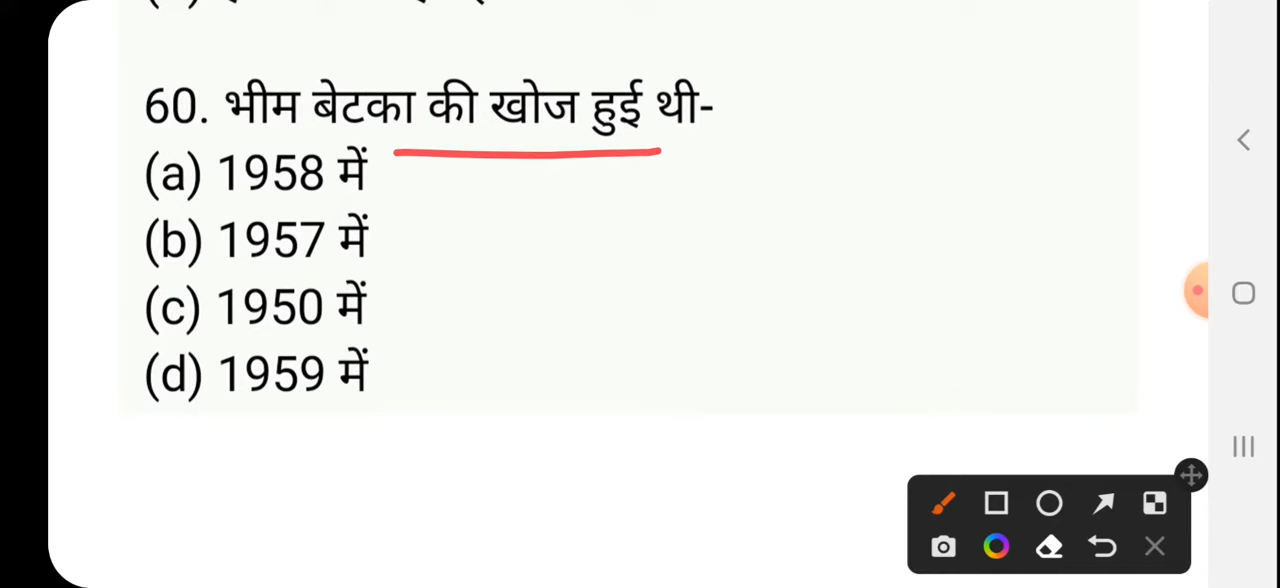 60. भीम बेटका की खोज हुई थी-
(a) 1958 में
(b) 1957 में
(c) 1950 में
(d) 1959 में